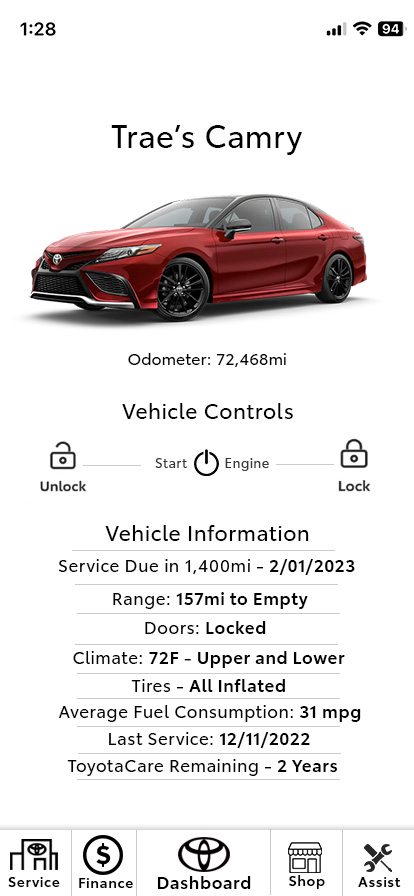 1:28
94
Trae’s Camry
Odometer: 72,468mi
Vehicle Controls
Start Engine
Unlock Lock
Vehicle Information
Service Due in 1,400mi - 2/01/2023
Range: 157mi to Empty
Doors: Locked
Climate: 72F - Upper and Lower
Tires - All Inflated
Average Fuel Consumption: 31 mpg
Last Service: 12/11/2022
ToyotaCare Remaining - 2 Years
Service Finance Dashboard Shop Assist